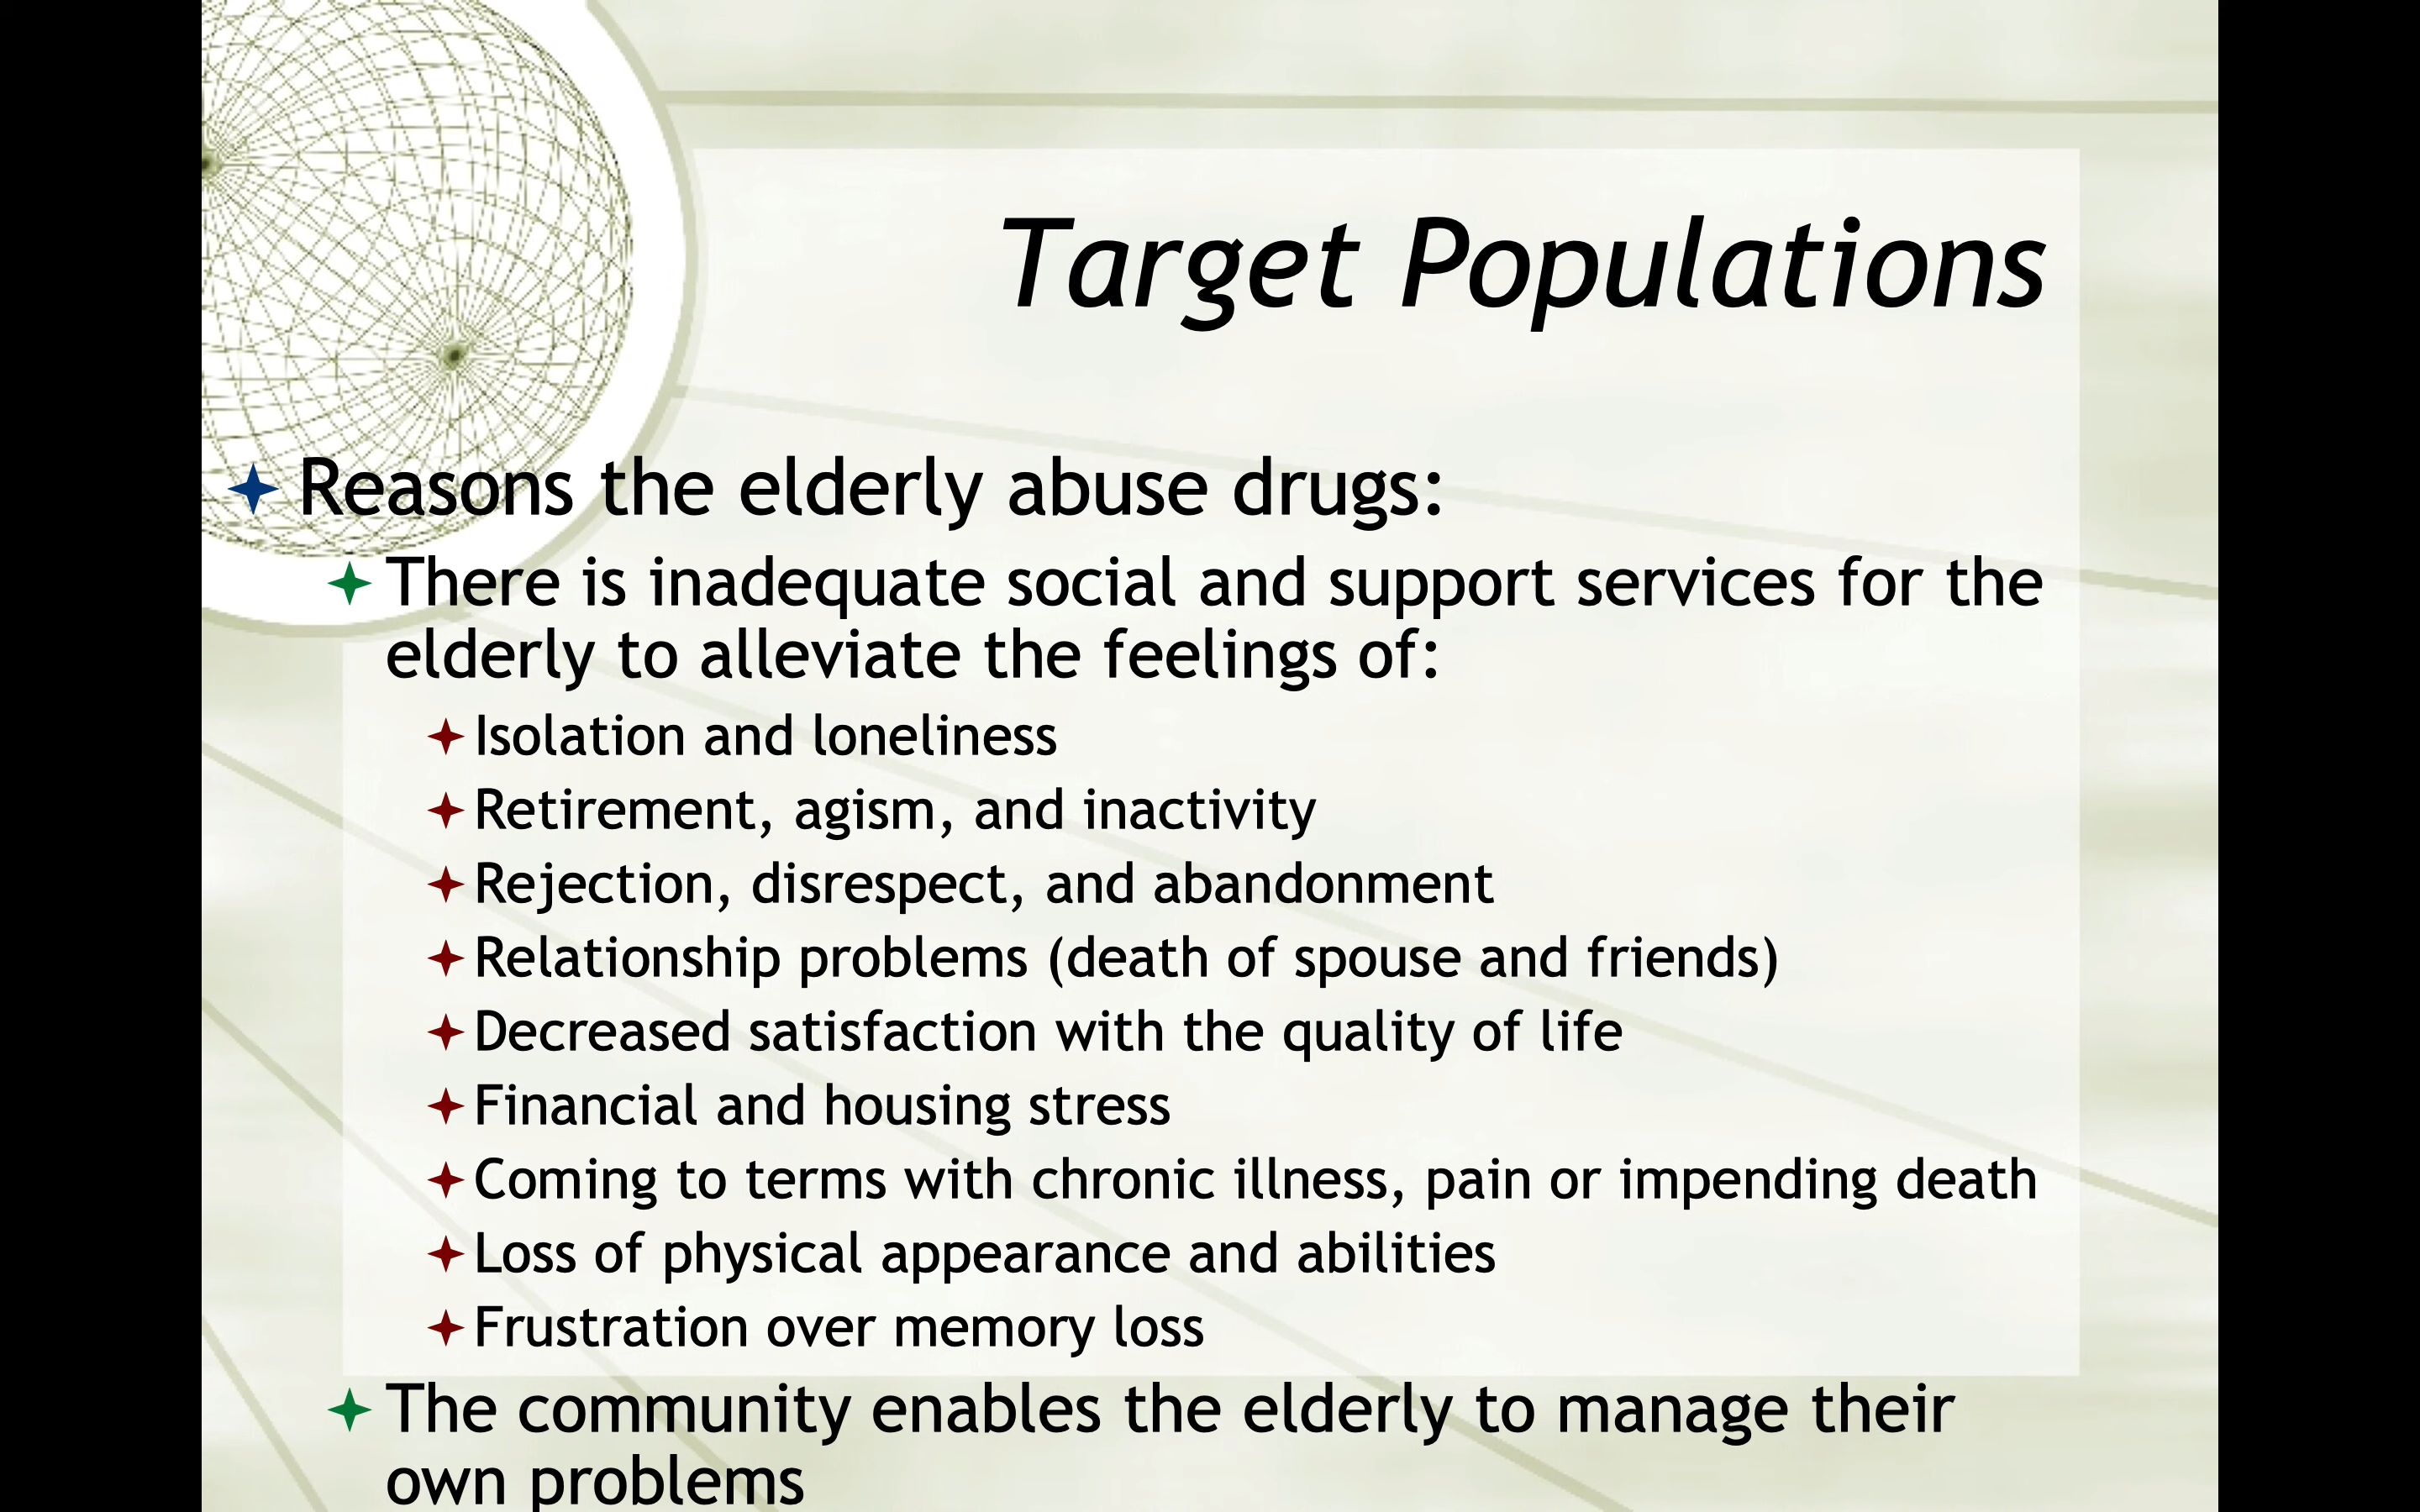 Target Populations
Reasons the elderly abuse drugs:
There is inadequate social and support services for the
elderly to alleviate the feelings of:
Isolation and loneliness
Retirement, agism, and inactivity
Rejection, disrespect, and abandonment
Relationship problems (death of spouse and friends)
Decreased satisfaction with the quality of life
Financial and housing stress
Coming to terms with chronic illness, pain or impending death
Loss of physical appearance and abilities
Frustration over memory loss
The community enables the elderly to manage their
own problems